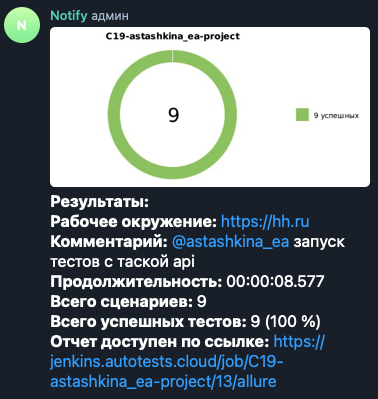 N
Notify админ
C19-astashkina_ea-project
9
9 успешных
Результаты:
Рабочее окружение: https://hh.ru
Комментарий: @astashkina_ea запуск
тестов с таской api
Продолжительность: 00:00:08.577
Всего сценариев: 9
Всего успешных тестов: 9 (100 %)
Отчет доступен по ссылке: https://
jenkins.autotests.cloud/job/C19-
astashkina_ea-project/13/allure